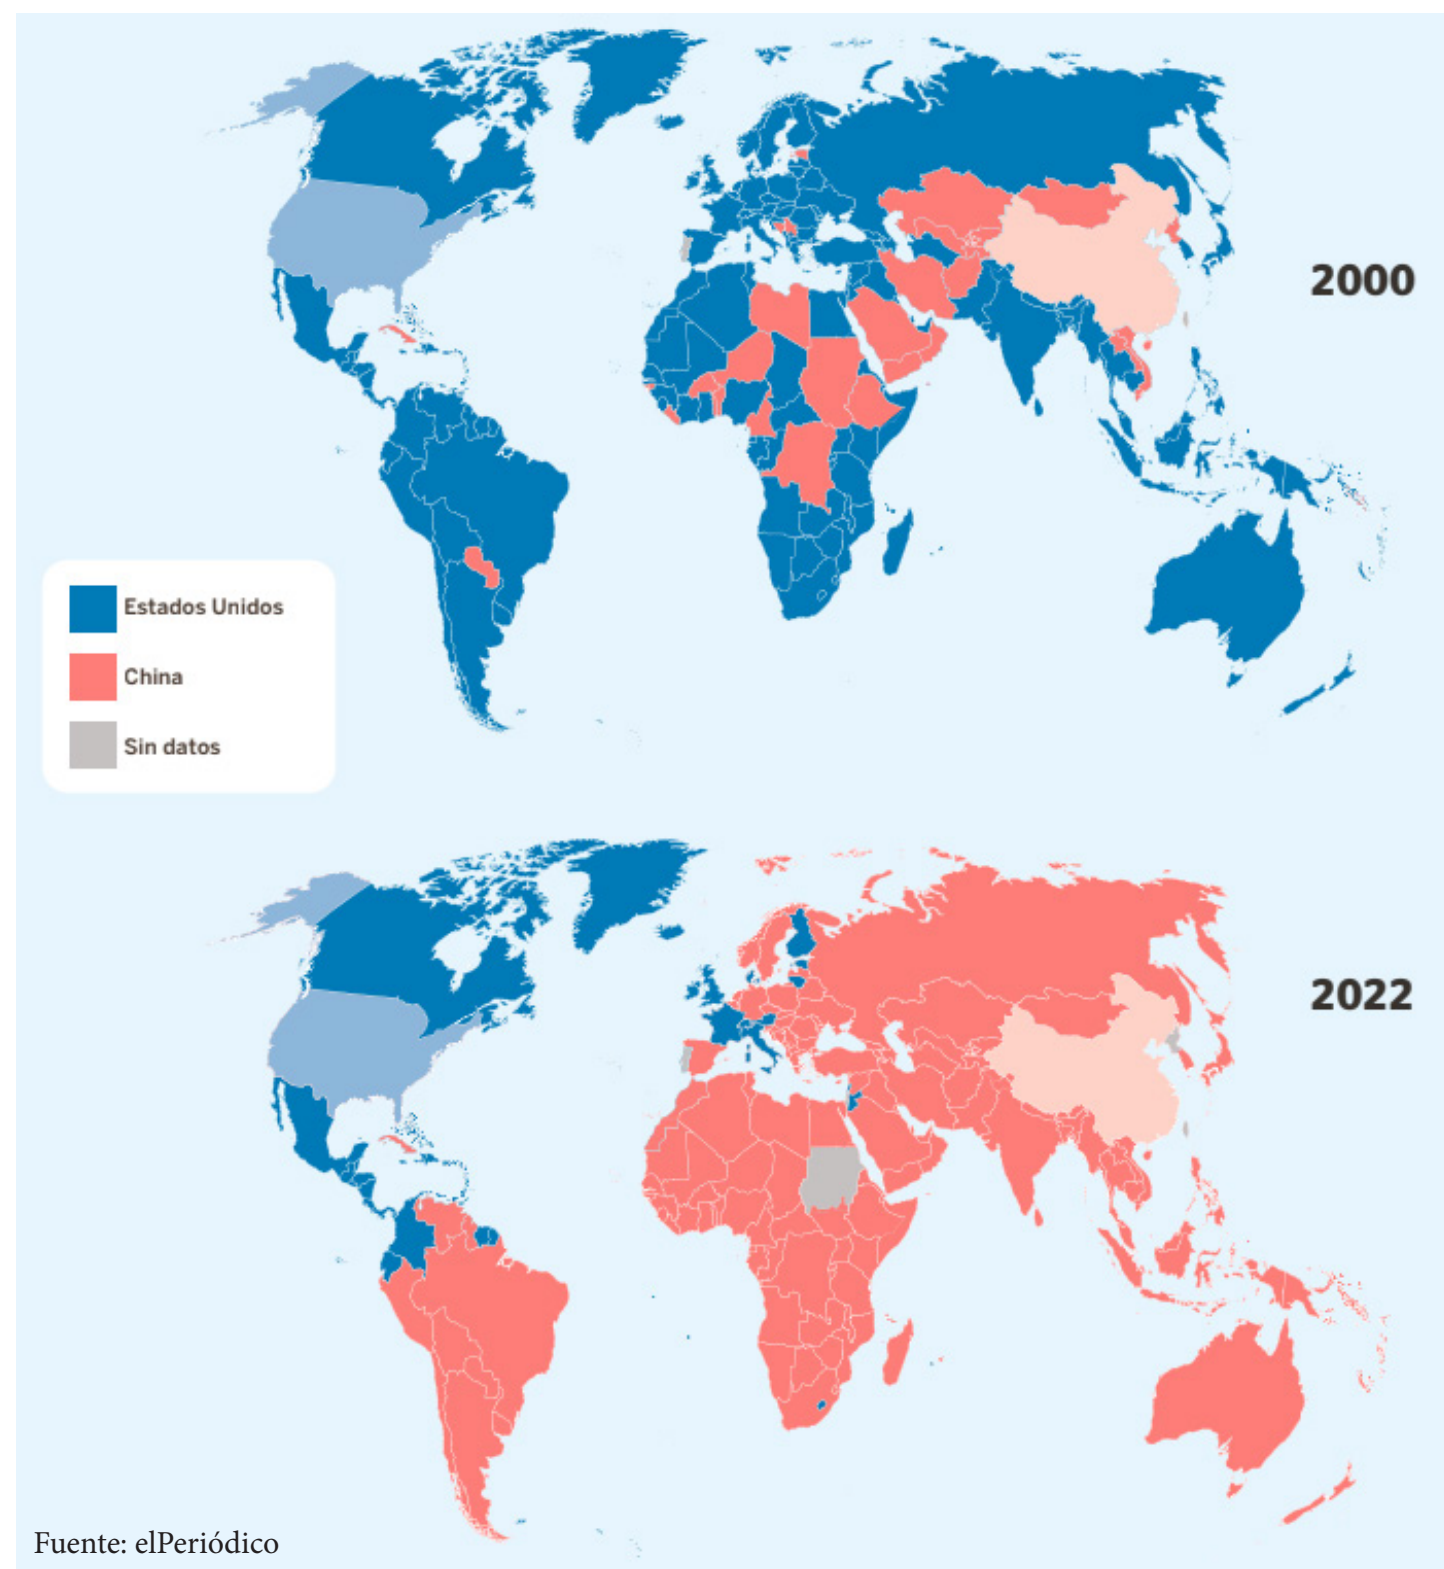 2000
Estados Unidos
China
Sin datos
2022
Fuente: elPeriódico